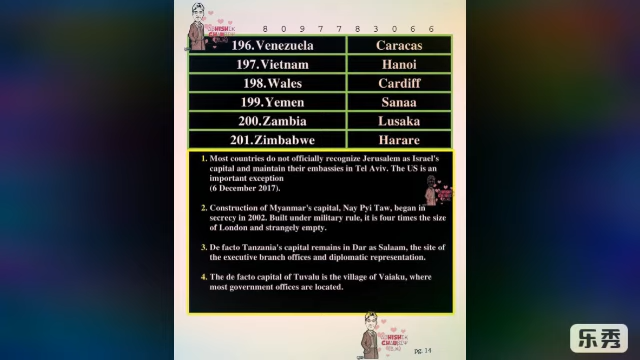 8 0 9 7 7 8 3 0 6 6
196.Venezuela Caracas
197.Vietnam Hanoi
198.Wales Cardiff
199.Yemen Sanaa
200.Zambia Lusaka
201.Zimbabwe Harare
1. Most countries do not officially recognize Jerusalem as Israel's
capital and maintain their embassies in Tel Aviv. The US is an
important exception
(6 December 2017).
2. Construction of Myanmar's capital, Nay Pyi Taw, began in
secrecy in 2002. Built under military rule, it is four times the size
of London and strangely empty.
3. De facto Tanzania's capital remains in Dar as Salaam, the site of
the executive branch offices and diplomatic representation.
4. The de facto capital of Tuvalu is the village of Vaiaku, where
most government offices are located.
PG. 14
乐秀